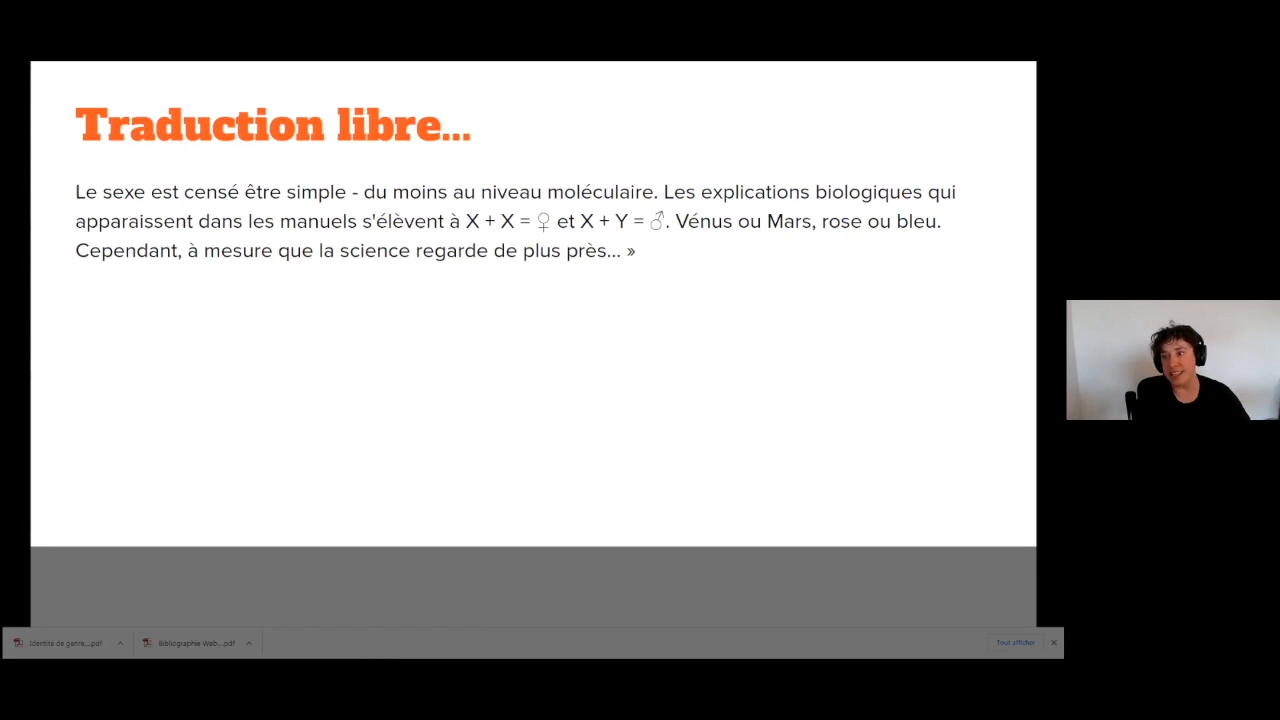 Traduction libre...
Le sexe est censé être simple - du moins au niveau moléculaire. Les explications biologiques qui
apparaissent dans les manuels s'élèvent à X + X = ♀ et X + Y = ♂. Vénus ou Mars, rose ou bleu.
Cependant, à mesure que la science regarde de plus près... »
Identité de genre....pdf
Bibliographie Web....pdf
Tout afficher